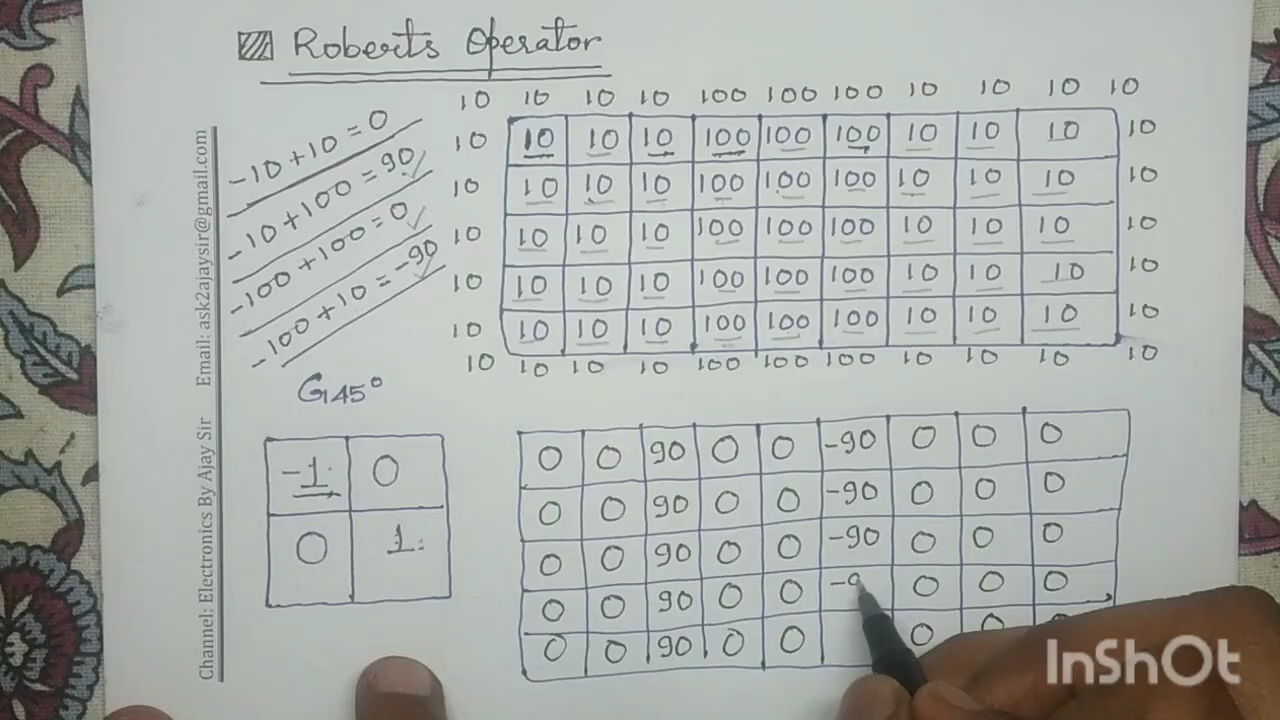 Roberts Operator
10 10 10 10 100 100 100 10 10 10 10
10 10 10 10 100 100 100 10 10 10 10
10 10 10 10 100 100 100 10 10 10 10
10 10 10 10 100 100 100 10 10 10 10
10 10 10 10 100 100 100 10 10 10 10
10 10 10 10 100 100 100 10 10 10 10
10 10 10 10 100 100 100 10 10 10 10
-10+10=0
-10+100=90
-100+100=0
-100+10=-90
Channel: Electronics By Ajay Sir Email: ask2ajaysir@gmail.com
G45°
-1 0
0 1
0 0 90 0 0 -90 0 0 0
0 0 90 0 0 -90 0 0 0
0 0 90 0 0 -90 0 0 0
0 0 90 0 0 -9 0 0 0
0 0 90 0 0 0 0
InShOt